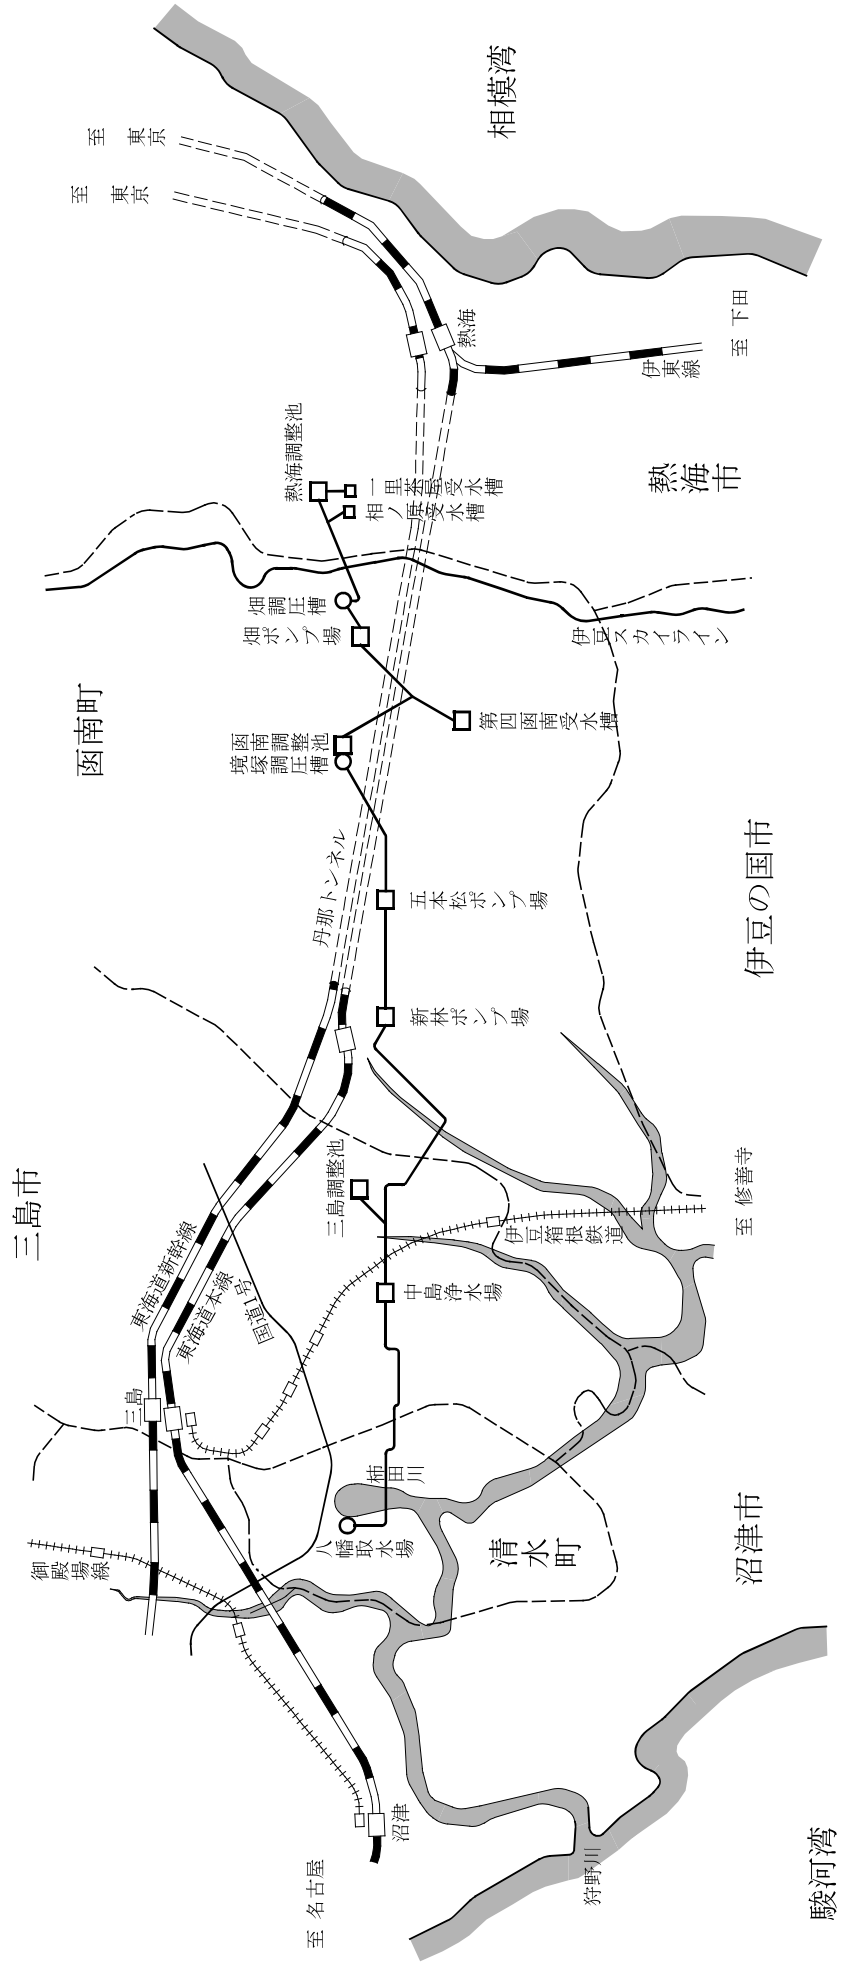 相模湾
至　東京
至　東京
熱海
至　下田
伊東線
熱海市
熱海調整池
一里茶屋受水槽
相ノ原受水槽
畑調圧槽
畑ポンプ場
伊豆スカイライン
函南町
函南調整池
境塚調圧槽
第四函南受水槽
丹那トンネル
五本松ポンプ場
新林ポンプ場
伊豆の国市
三島市
三島調整池
東海道新幹線
東海道本線
国道1号
中島浄水場
伊豆箱根鉄道
至　修善寺
三島
柿田川
八幡取水場
御殿場線
清水町
沼津市
沼津
至　名古屋
狩野川
駿河湾